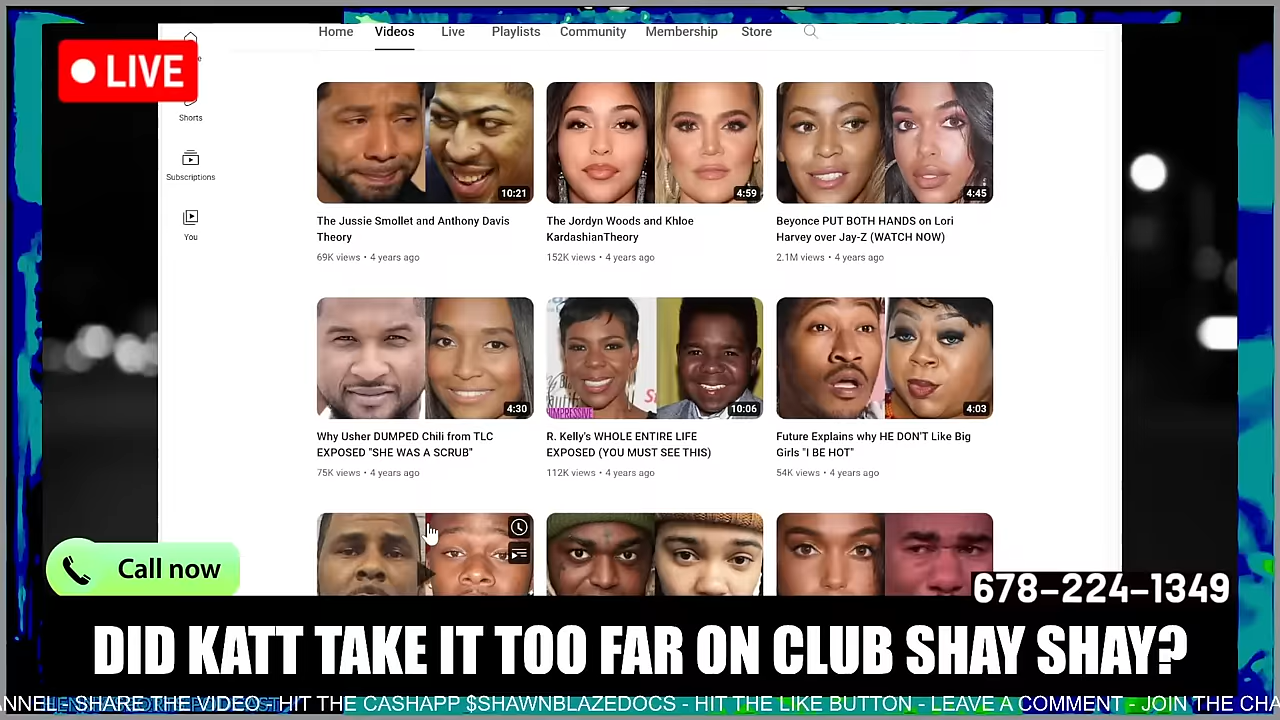 Home Videos Live Playlists Community Membership Store
LIVE
Shorts
Subscriptions
You
10:21
4:59
4:45
The Jussie Smollet and Anthony Davis
Theory
69K views • 4 years ago
The Jordyn Woods and Khloe
KardashianTheory
152K views • 4 years ago
Beyonce PUT BOTH HANDS on Lori
Harvey over Jay-Z (WATCH NOW)
2.1M views • 4 years ago
4:30
IMPRESSIVE
10:06
4:03
Why Usher DUMPED Chili from TLC
EXPOSED "SHE WAS A SCRUB"
75K views • 4 years ago
R. Kelly's WHOLE ENTIRE LIFE
EXPOSED (YOU MUST SEE THIS)
112K views • 4 years ago
Future Explains why HE DON'T Like Big
Girls "I BE HOT"
54K views • 4 years ago
Call now
678-224-1349
DID KATT TAKE IT TOO FAR ON CLUB SHAY SHAY?
SHARE THE VIDEO - HIT THE CASHAPP $SHAWNBLAZEDOCS - HIT THE LIKE BUTTON - LEAVE A COMMENT - JOIN THE